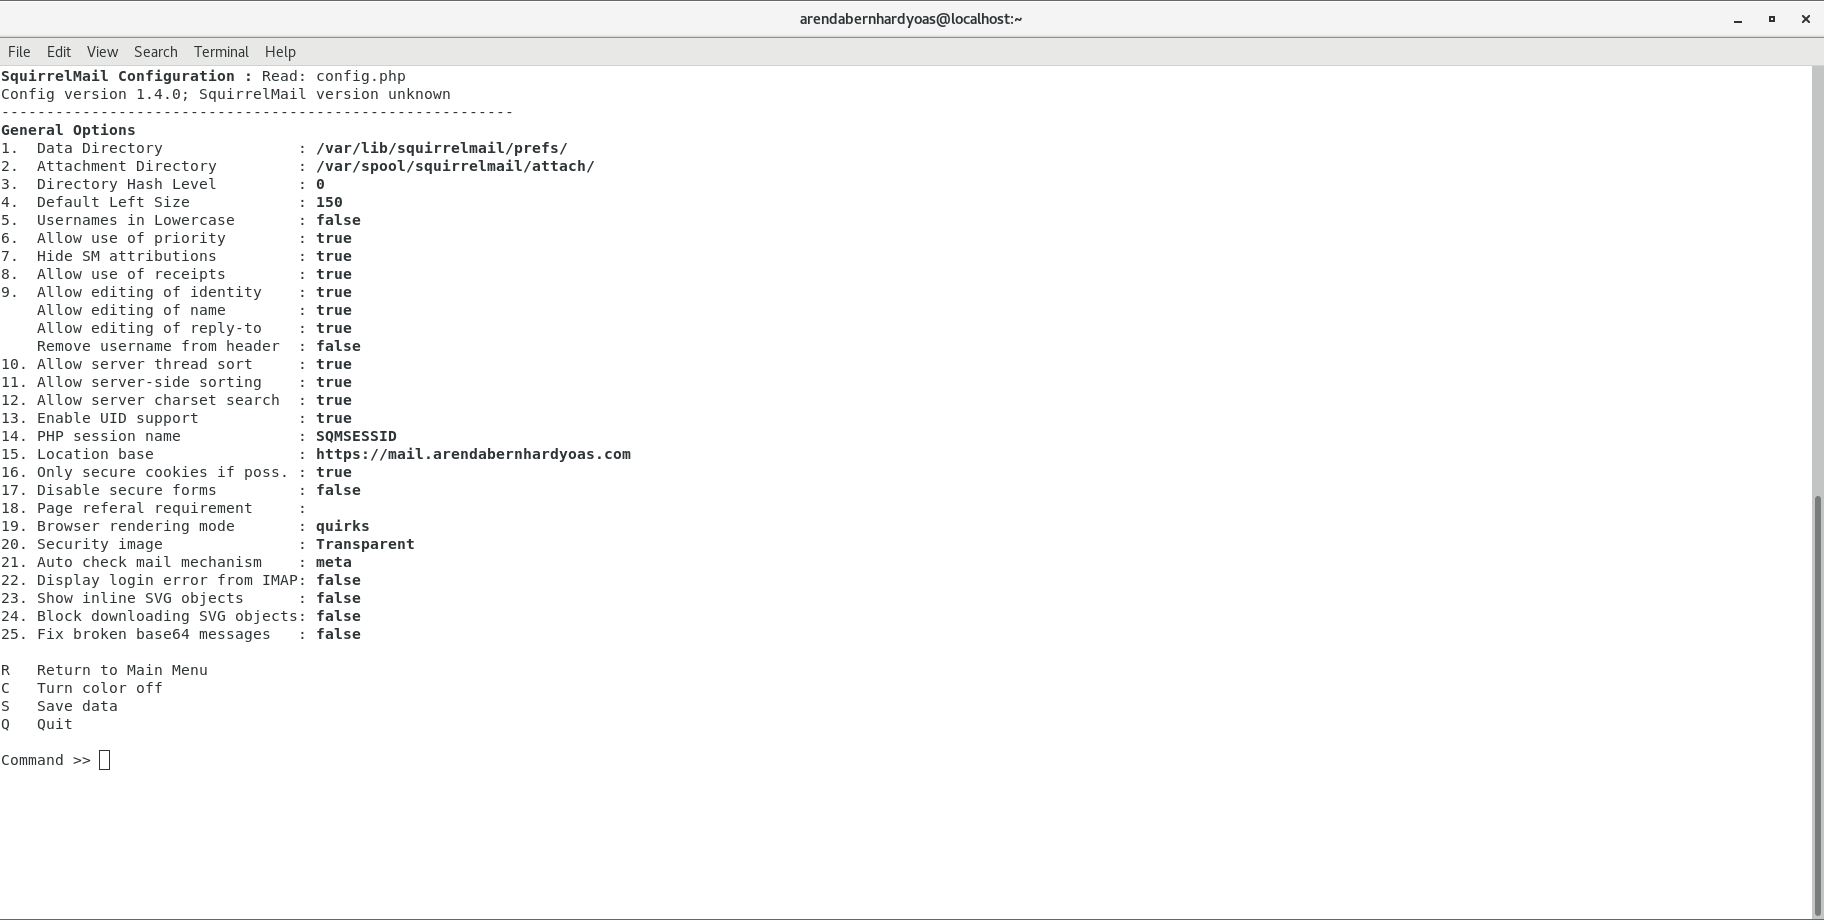 arendabernhardyoas@localhost:~
File Edit View Search Terminal Help
SquirrelMail Configuration : Read: config.php
Config version 1.4.0; SquirrelMail version unknown
---------------------------------------------------------
General Options
1.  Data Directory               : /var/lib/squirrelmail/prefs/
2.  Attachment Directory         : /var/spool/squirrelmail/attach/
3.  Directory Hash Level         : 0
4.  Default Left Size            : 150
5.  Usernames in Lowercase       : false
6.  Allow use of priority        : true
7.  Hide SM attributions         : true
8.  Allow use of receipts        : true
9.  Allow editing of identity    : true
    Allow editing of name        : true
    Allow editing of reply-to    : true
    Remove username from header  : false
10. Allow server thread sort     : true
11. Allow server-side sorting    : true
12. Allow server charset search  : true
13. Enable UID support           : true
14. PHP session name             : SQMSESSID
15. Location base                : https://mail.arendabernhardyoas.com
16. Only secure cookies if poss. : true
17. Disable secure forms         : false
18. Page referal requirement     :
19. Browser rendering mode       : quirks
20. Security image               : Transparent
21. Auto check mail mechanism    : meta
22. Display login error from IMAP: false
23. Show inline SVG objects      : false
24. Block downloading SVG objects: false
25. Fix broken base64 messages   : false
R   Return to Main Menu
C   Turn color off
S   Save data
Q   Quit
Command >>